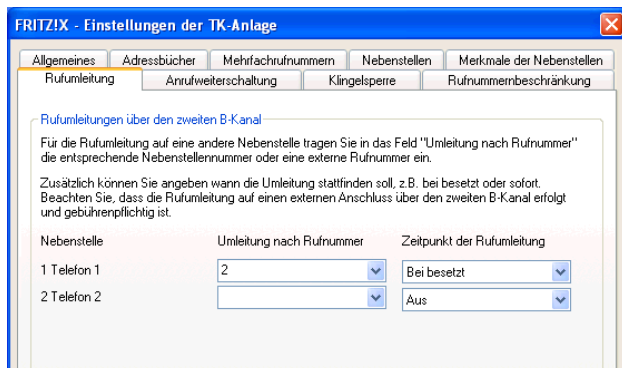 FRITZ!X - Einstellungen der TK-Anlage
Allgemeines Adressbücher Mehrfachrufnummern Nebenstellen Merkmale der Nebenstellen
Rufumleitung Anrufweiterschaltung Klingelsperre Rufnummernbeschränkung
Rufumleitungen über den zweiten B-Kanal
Für die Rufumleitung auf eine andere Nebenstelle tragen Sie in das Feld "Umleitung nach Rufnummer"
die entsprechende Nebenstellennummer oder eine externe Rufnummer ein.
Zusätzlich können Sie angeben wann die Umleitung stattfinden soll, z.B. bei besetzt oder sofort.
Beachten Sie, dass die Rufumleitung auf einen externen Anschluss über den zweiten B-Kanal erfolgt
und gebührenpflichtig ist.
Nebenstelle Umleitung nach Rufnummer Zeitpunkt der Rufumleitung
1 Telefon 1 2 Bei besetzt
2 Telefon 2 Aus